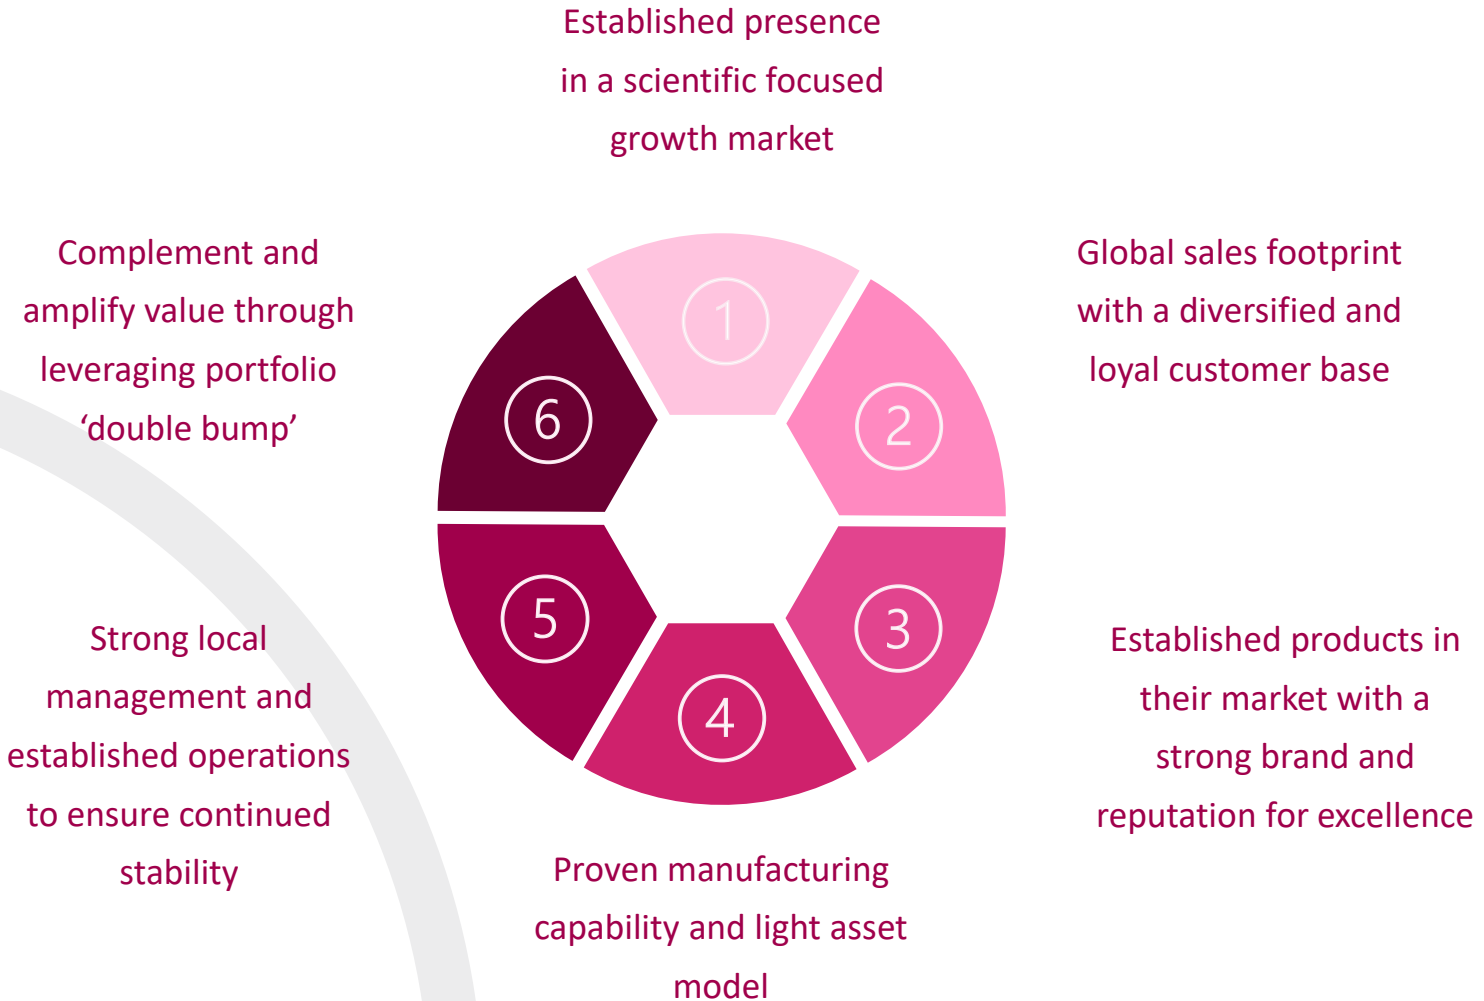 Established presence
in a scientific focused
growth market
1
Global sales footprint
with a diversified and
loyal customer base
2
Established products in
their market with a
strong brand and
reputation for excellence
3
Proven manufacturing
capability and light asset
model
4
Strong local
management and
established operations
to ensure continued
stability
5
Complement and
amplify value through
leveraging portfolio
‘double bump’
6